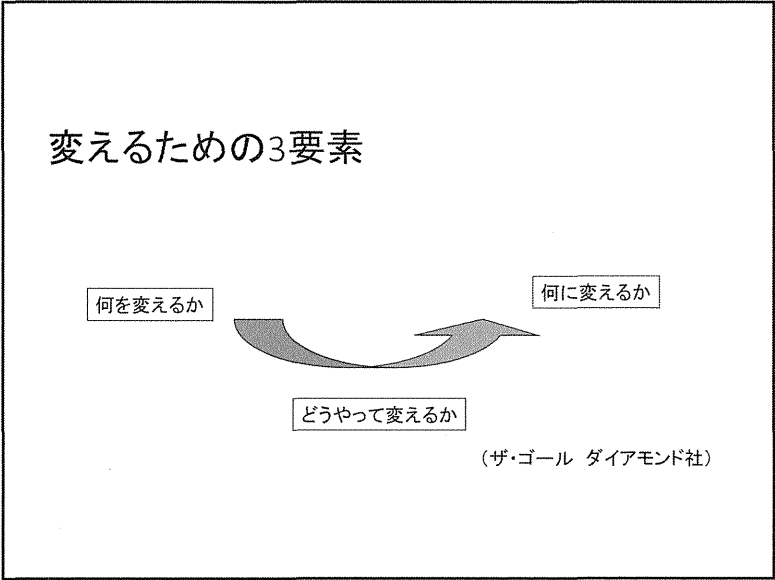 変えるための3要素
何を変えるか
何に変えるか
どうやって変えるか
（ザ・ゴール　ダイアモンド社）